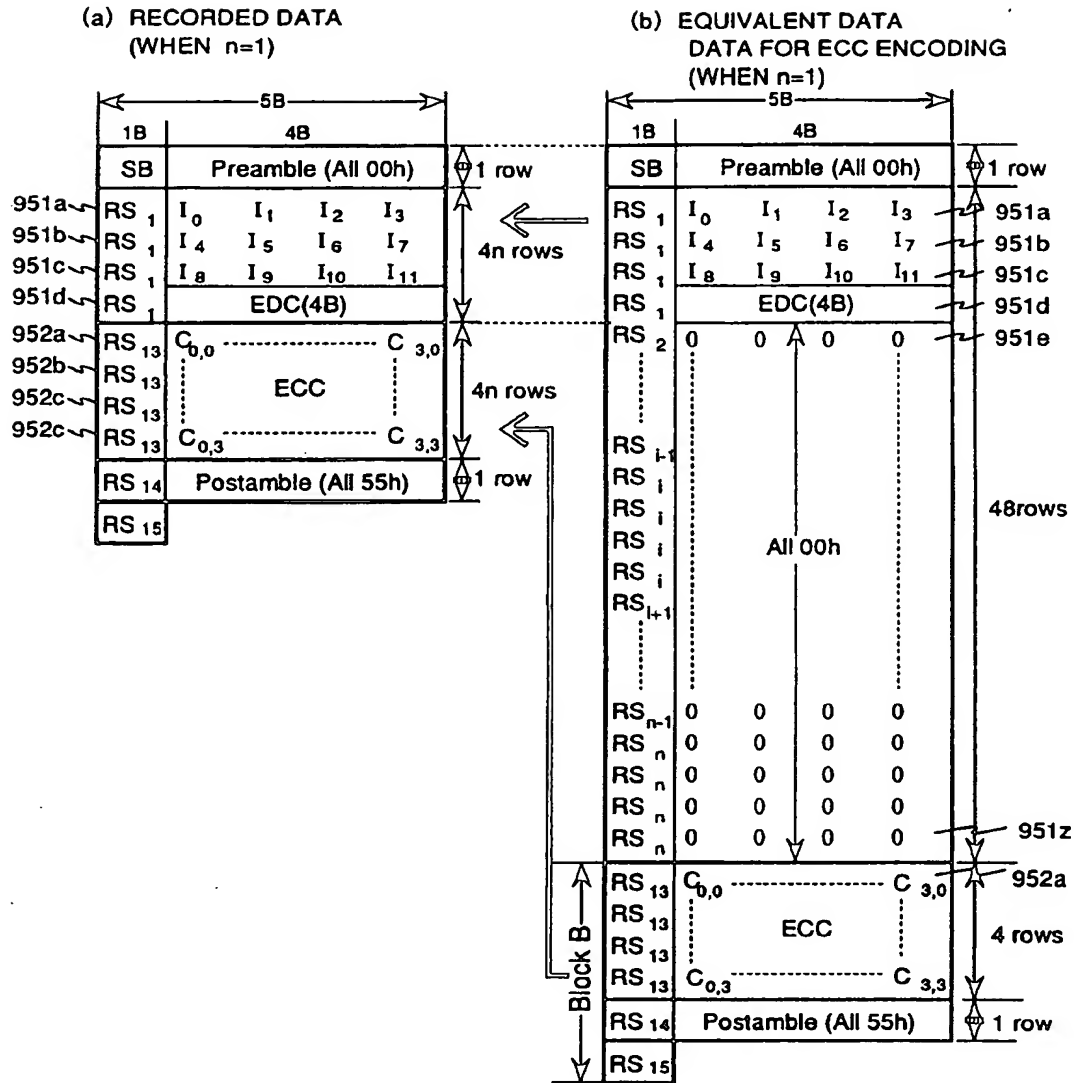 (a) RECORDED DATA
(WHEN n=1)
5B
1B 4B
SB Preamble (All 00h) 1 row
951a RS 1 I0 I1 I2 I3
951b RS 1 I4 I5 I6 I7
951c RS 1 I8 I9 I10 I11
951d RS 1 EDC(4B)
4n rows
952a RS 13 C0,0 C 3,0
952b RS 13
952c RS 13
952c RS 13 C0,3 C 3,3
ECC
4n rows
RS 14 Postamble (All 55h) 1 row
RS 15
(b) EQUIVALENT DATA
DATA FOR ECC ENCODING
(WHEN n=1)
5B
1B 4B
SB Preamble (All 00h) 1 row
RS 1 I0 I1 I2 I3 951a
RS 1 I4 I5 I6 I7 951b
RS 1 I8 I9 I10 I11 951c
RS 1 EDC(4B) 951d
RS 2 0 0 0 0 951e
RS i-1
RS i
RS i
RS i
RS i
RS i+1
All 00h
48rows
RS n-1 0 0 0 0
RS n 0 0 0 0
RS n 0 0 0 0
RS n 0 0 0 0
RS n 0 0 0 0 951z
RS 13 C0,0 C 3,0 952a
RS 13
RS 13
RS 13 C0,3 C 3,3
ECC
4 rows
Block B
RS 14 Postamble (All 55h) 1 row
RS 15